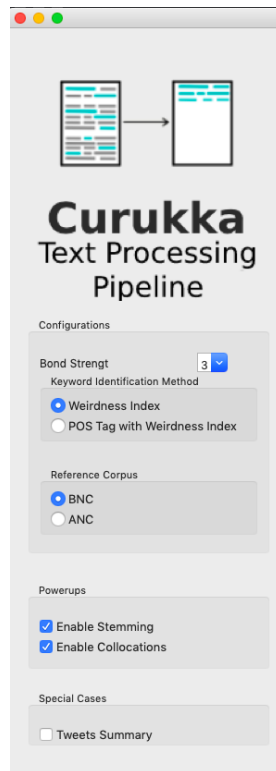 Curukka
Text Processing
Pipeline
Configurations
Bond Strengt 3
Keyword Identification Method
Weirdness Index
POS Tag with Weirdness Index
Reference Corpus
BNC
ANC
Powerups
Enable Stemming
Enable Collocations
Special Cases
Tweets Summary